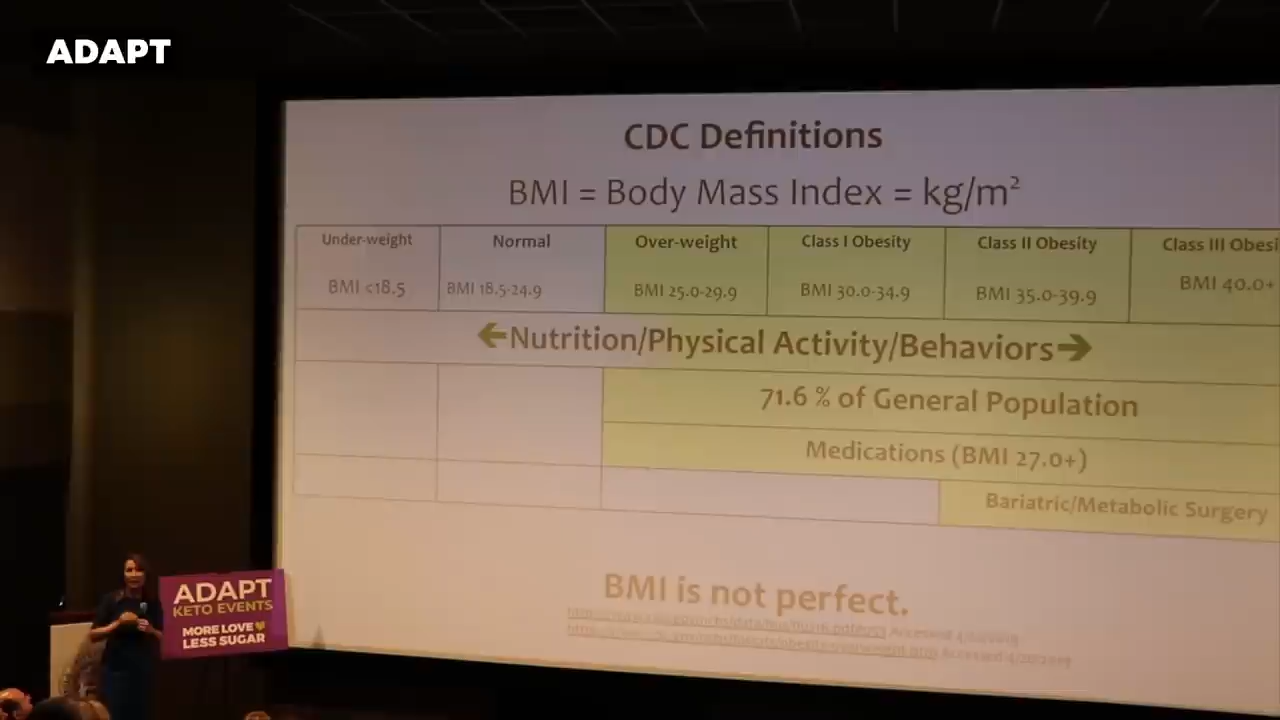 ADAPT
CDC Definitions
BMI = Body Mass Index = kg/m²
Under-weight
BMI <18.5
Normal
BMI 18.5-24.9
Over-weight
BMI 25.0-29.9
Class I Obesity
BMI 30.0-34.9
Class II Obesity
BMI 35.0-39.9
Class III Obesi
BMI 40.0+
←Nutrition/Physical Activity/Behaviors→
71.6 % of General Population
Medications (BMI 27.0+)
Bariatric/Metabolic Surgery
BMI is not perfect.
Accessed
Accessed
ADAPT
KETO EVENTS
MORE LOVE
LESS SUGAR